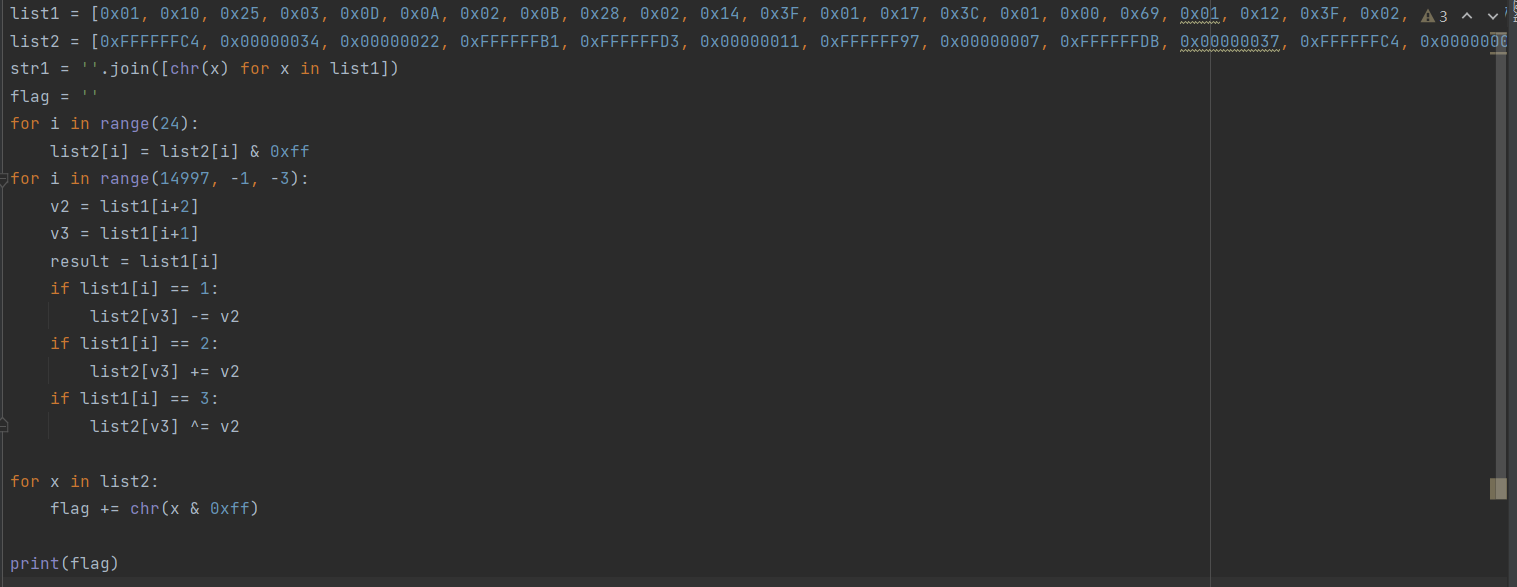 list1 = [0x01, 0x10, 0x25, 0x03, 0x0D, 0x0A, 0x02, 0x0B, 0x28, 0x02, 0x14, 0x3F, 0x01, 0x17, 0x3C, 0x01, 0x00, 0x69, 0x01, 0x12, 0x3F, 0x02, 3
list2 = [0xFFFFFFC4, 0x00000034, 0x00000022, 0xFFFFFFB1, 0xFFFFFFD3, 0x00000011, 0xFFFFFF97, 0x00000007, 0xFFFFFFDB, 0x00000037, 0xFFFFFFC4, 0x0000000
str1 = ''.join([chr(x) for x in list1])
flag = ''
for i in range(24):
    list2[i] = list2[i] & 0xff
for i in range(14997, -1, -3):
    v2 = list1[i+2]
    v3 = list1[i+1]
    result = list1[i]
    if list1[i] == 1:
        list2[v3] -= v2
    if list1[i] == 2:
        list2[v3] += v2
    if list1[i] == 3:
        list2[v3] ^= v2
for x in list2:
    flag += chr(x & 0xff)
print(flag)